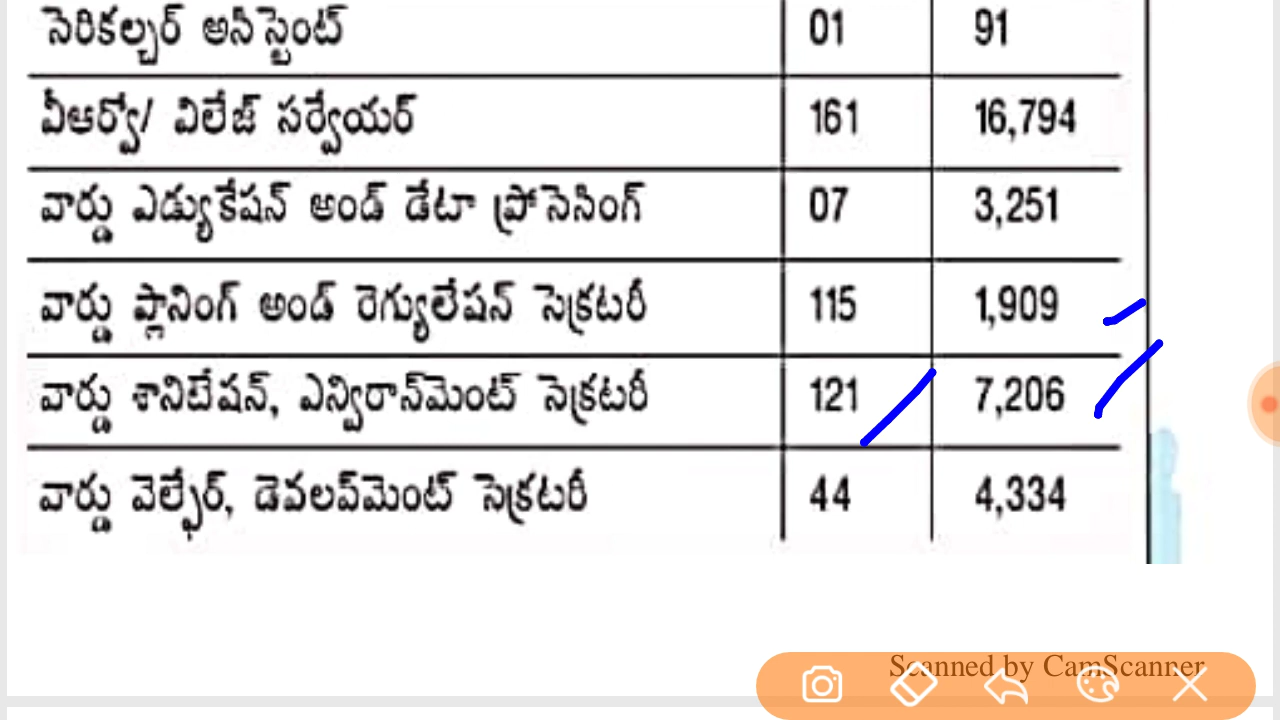 సెరికల్చర్ అసిస్టెంట్ 01 91
వీఆర్వో/ విలేజ్ సర్వేయర్ 161 16,794
వార్డు ఎడ్యుకేషన్ అండ్ డేటా ప్రోసెసింగ్ 07 3,251
వార్డు ప్లానింగ్ అండ్ రెగ్యులేషన్ సెక్రటరీ 115 1,909
వార్డు శానిటేషన్, ఎన్విరాన్‌మెంట్ సెక్రటరీ 121 7,206
వార్డు వెల్ఫేర్, డెవలప్‌మెంట్ సెక్రటరీ 44 4,334
Scanned by CamScanner